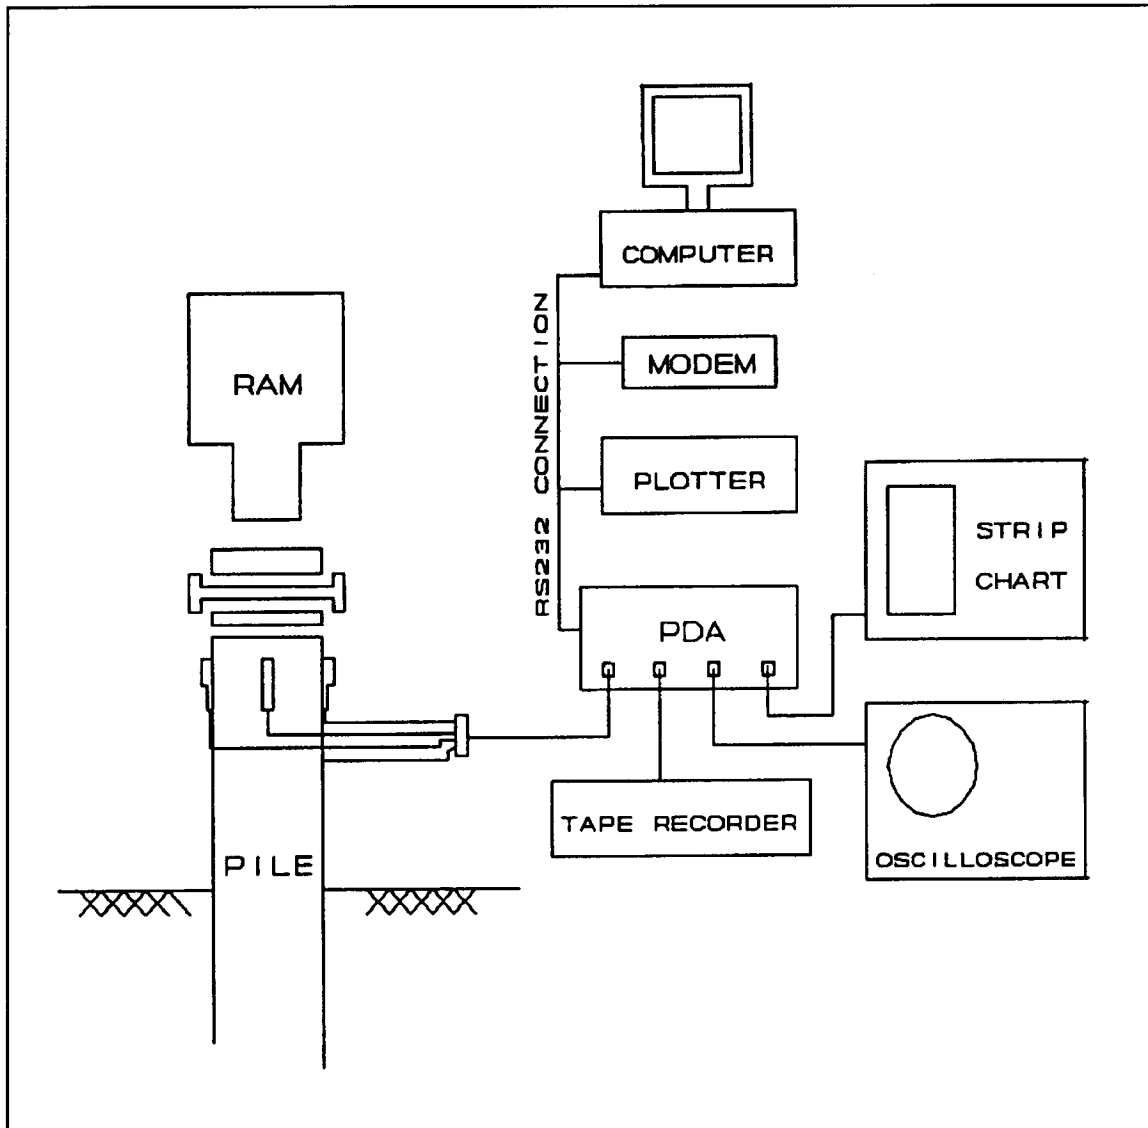 COMPUTER
RS232 CONNECTION
MODEM
RAM
PLOTTER
STRIP
CHART
PDA
TAPE RECORDER
OSCILLOSCOPE
PILE